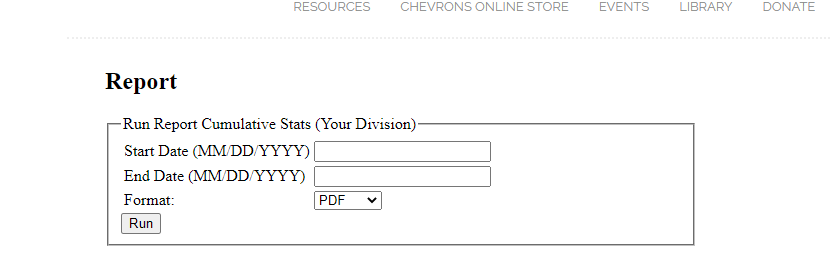 RESOURCES CHEVRONS ONLINE STORE EVENTS LIBRARY DONATE
Report
Run Report Cumulative Stats (Your Division)
Start Date (MM/DD/YYYY)
End Date (MM/DD/YYYY)
Format: PDF
Run